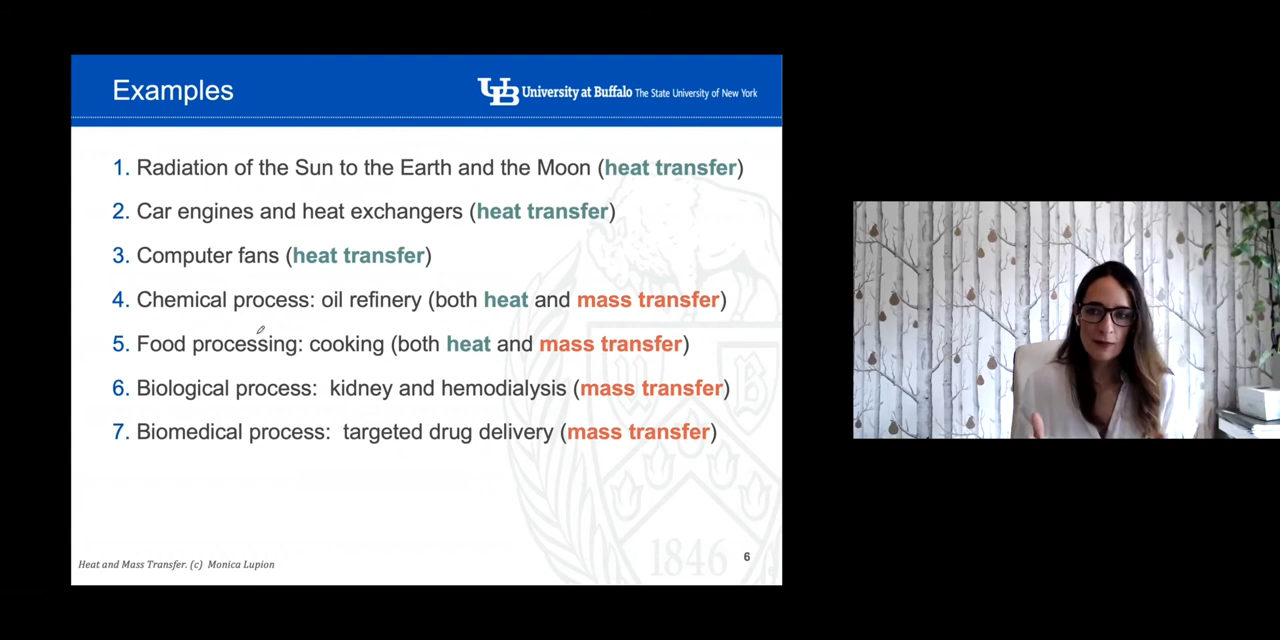 Examples
UB University at Buffalo The State University of New York
1. Radiation of the Sun to the Earth and the Moon (heat transfer)
2. Car engines and heat exchangers (heat transfer)
3. Computer fans (heat transfer)
4. Chemical process: oil refinery (both heat and mass transfer)
5. Food processing: cooking (both heat and mass transfer)
6. Biological process: kidney and hemodialysis (mass transfer)
7. Biomedical process: targeted drug delivery (mass transfer)
U B
1846
6
Heat and Mass Transfer. (c) Monica Lupion